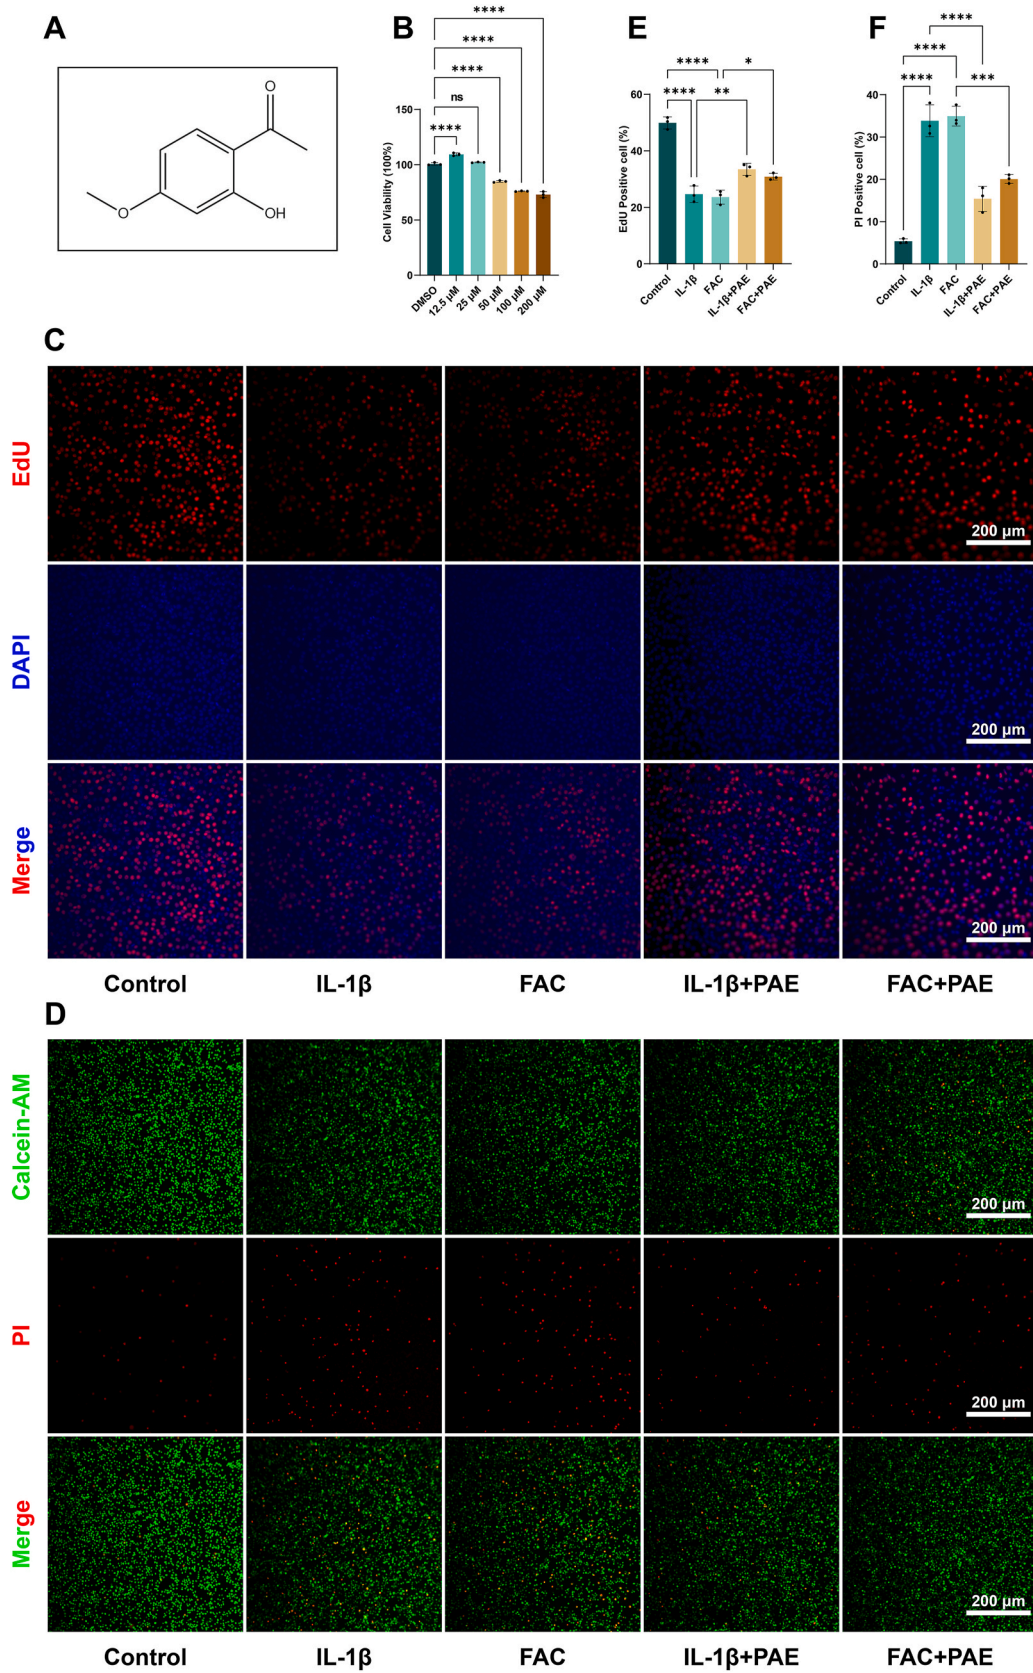 A
O
O
OH
B
****
****
****
ns
****
150
100
50
0
Cell Viability (100%)
DMSO
12.5 μM
25 μM
50 μM
100 μM
200 μM
E
****
*
****
**
60
40
20
0
EdU Positive cell (%)
Control
IL-1β
FAC
IL-1β+PAE
FAC+PAE
F
****
****
****
***
40
30
20
10
0
PI Positive cell (%)
Control
IL-1β
FAC
IL-1β+PAE
FAC+PAE
C
EdU
200 μm
DAPI
200 μm
Merge
200 μm
Control
IL-1β
FAC
IL-1β+PAE
FAC+PAE
D
Calcein-AM
200 μm
PI
200 μm
Merge
200 μm
Control
IL-1β
FAC
IL-1β+PAE
FAC+PAE